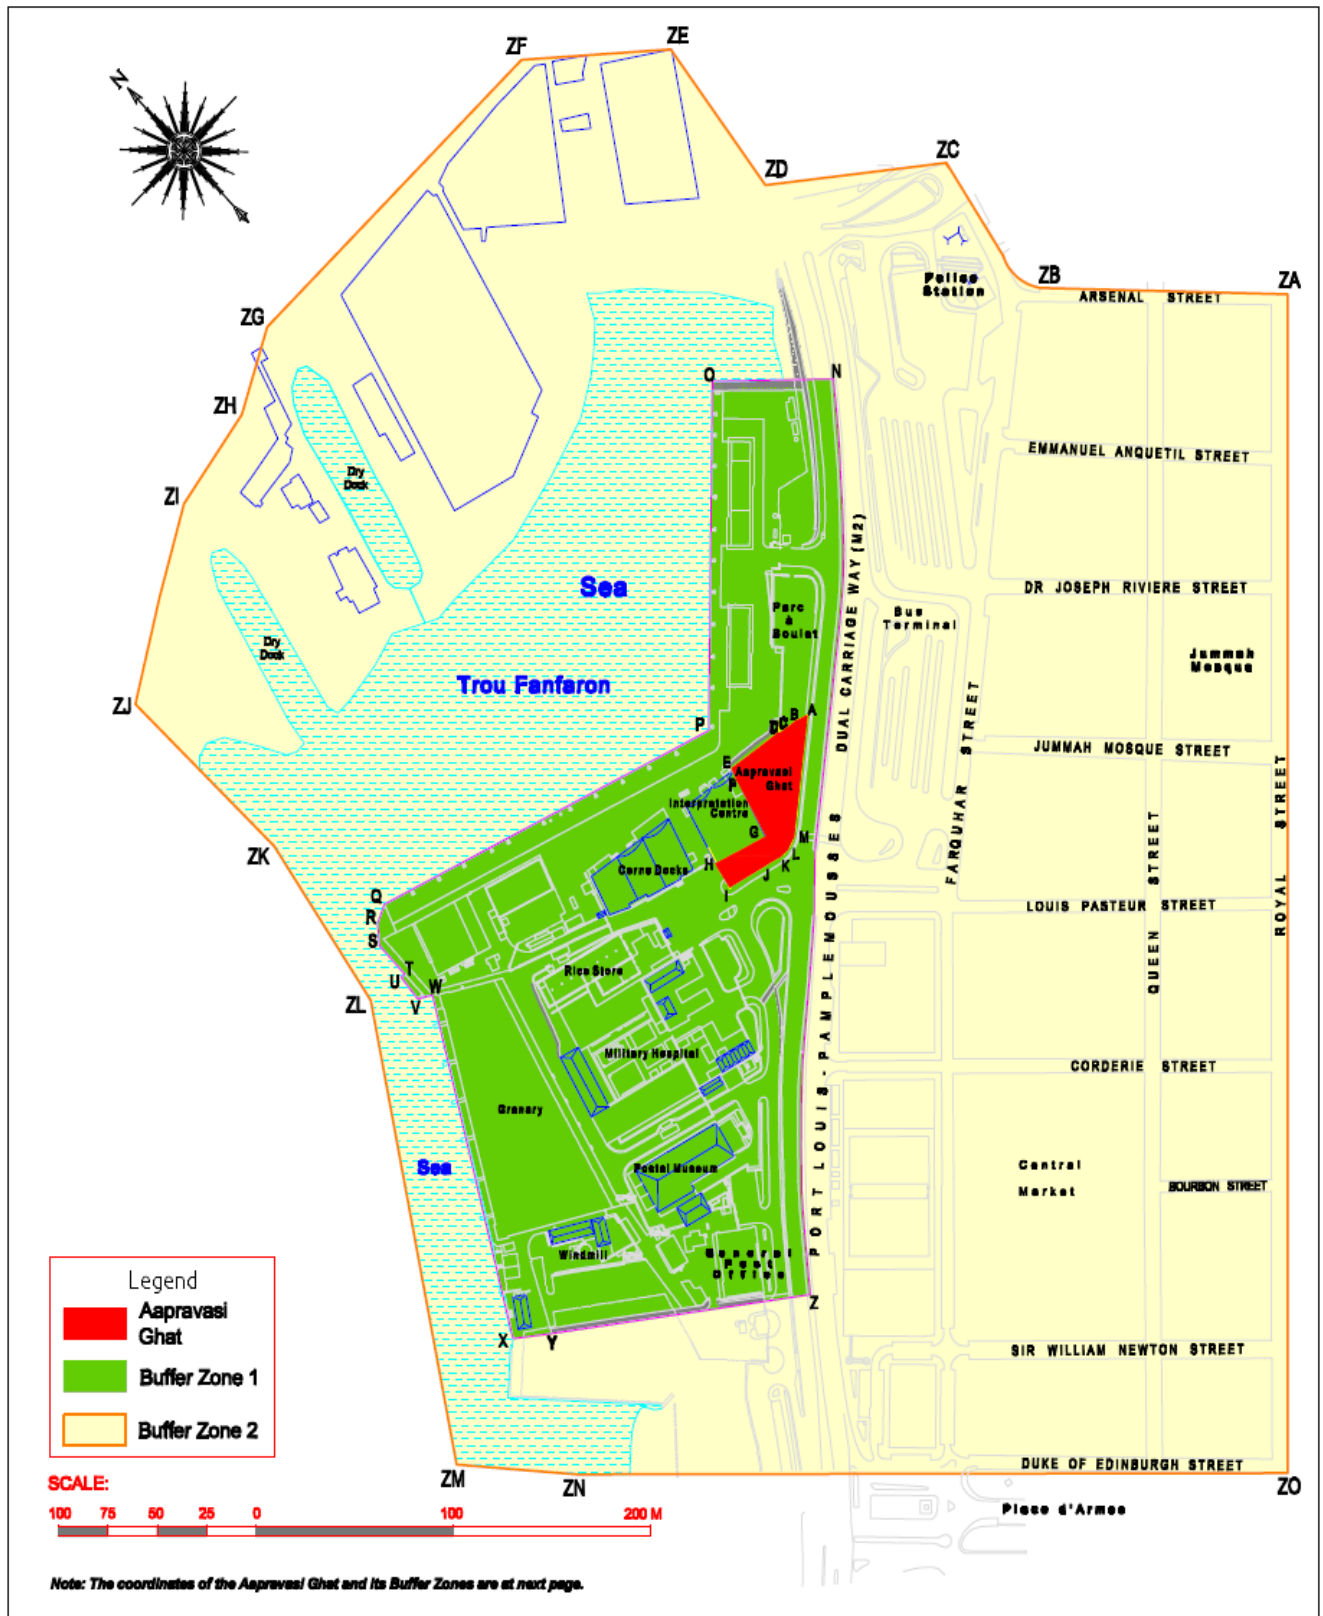 ZE
ZF
N
ZC
ZD
Police
Station
ZB
ZA
ARSENAL STREET
ZG
O
N
ZH
EMMANUEL ANQUETIL STREET
Dry
Dock
ZI
Sea
DR JOSEPH RIVIERE STREET
Parc
à
Boulet
Bus
Terminal
Dry
Dock
Jummah
Mosque
Trou Fanfaron
ZJ
P
D
C
B
A
JUMMAH MOSQUE STREET
E
Aapravasi
Ghat
F
Interpretation
Centre
G
M
ZK
H
L
K
J
I
Cerne Docks
Q
R
S
LOUIS PASTEUR STREET
T
U
V
W
Rice Store
ZL
Military Hospital
CORDERIE STREET
Granary
Sea
Postal Museum
Central
Market
BOURBON STREET
Windmill
General
Post
Office
Z
X
Y
SIR WILLIAM NEWTON STREET
DUAL CARRIAGE WAY (M2)
PORT LOUIS - PAMPLEMOUSSES
FARQUHAR STREET
QUEEN STREET
ROYAL STREET
Legend
Aapravasi
Ghat
Buffer Zone 1
Buffer Zone 2
ZM
ZN
DUKE OF EDINBURGH STREET
ZO
Place d'Armes
SCALE:
100 75 50 25 0 100 200 M
Note: The coordinates of the Aapravasi Ghat and its Buffer Zones are at next page.